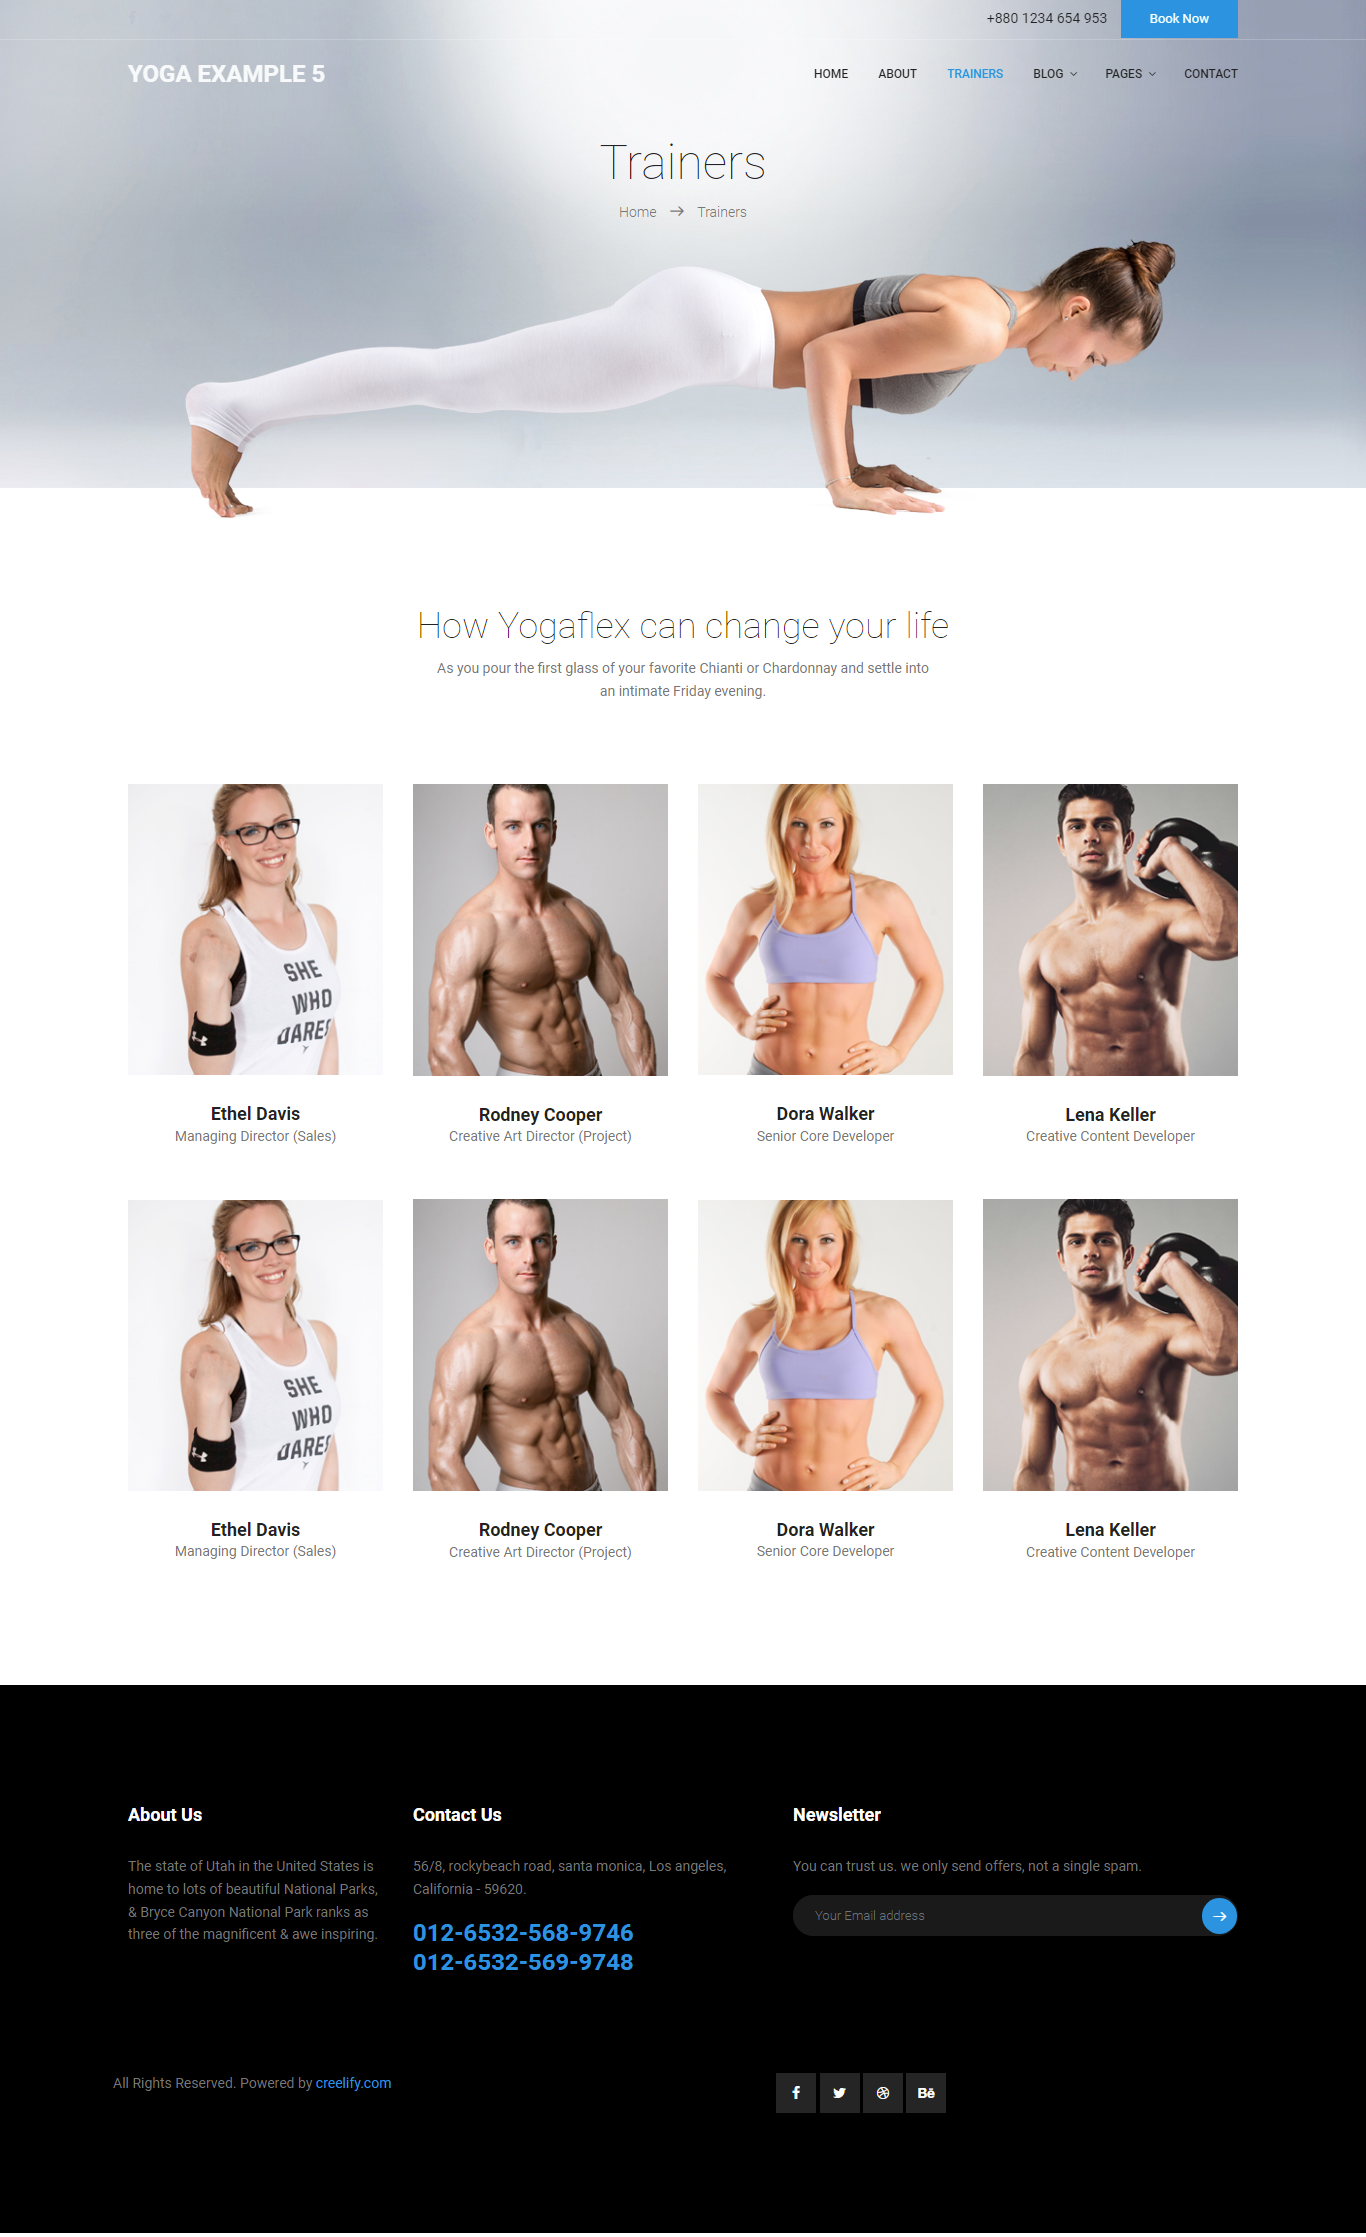 +880 1234 654 953
Book Now
YOGA EXAMPLE 5
HOME
ABOUT
TRAINERS
BLOG
PAGES
CONTACT
Trainers
Home
Trainers
How Yogaflex can change your life
As you pour the first glass of your favorite Chianti or Chardonnay and settle into
an intimate Friday evening.
SHE
WHO
DARES
Ethel Davis
Managing Director (Sales)
Rodney Cooper
Creative Art Director (Project)
Dora Walker
Senior Core Developer
Lena Keller
Creative Content Developer
SHE
WHO
DARES
Ethel Davis
Managing Director (Sales)
Rodney Cooper
Creative Art Director (Project)
Dora Walker
Senior Core Developer
Lena Keller
Creative Content Developer
About Us
The state of Utah in the United States is
home to lots of beautiful National Parks,
& Bryce Canyon National Park ranks as
three of the magnificent & awe inspiring.
Contact Us
56/8, rockybeach road, santa monica, Los angeles,
California - 59620.
012-6532-568-9746
012-6532-569-9748
Newsletter
You can trust us. we only send offers, not a single spam.
Your Email address
All Rights Reserved. Powered by creelify.com
Bē